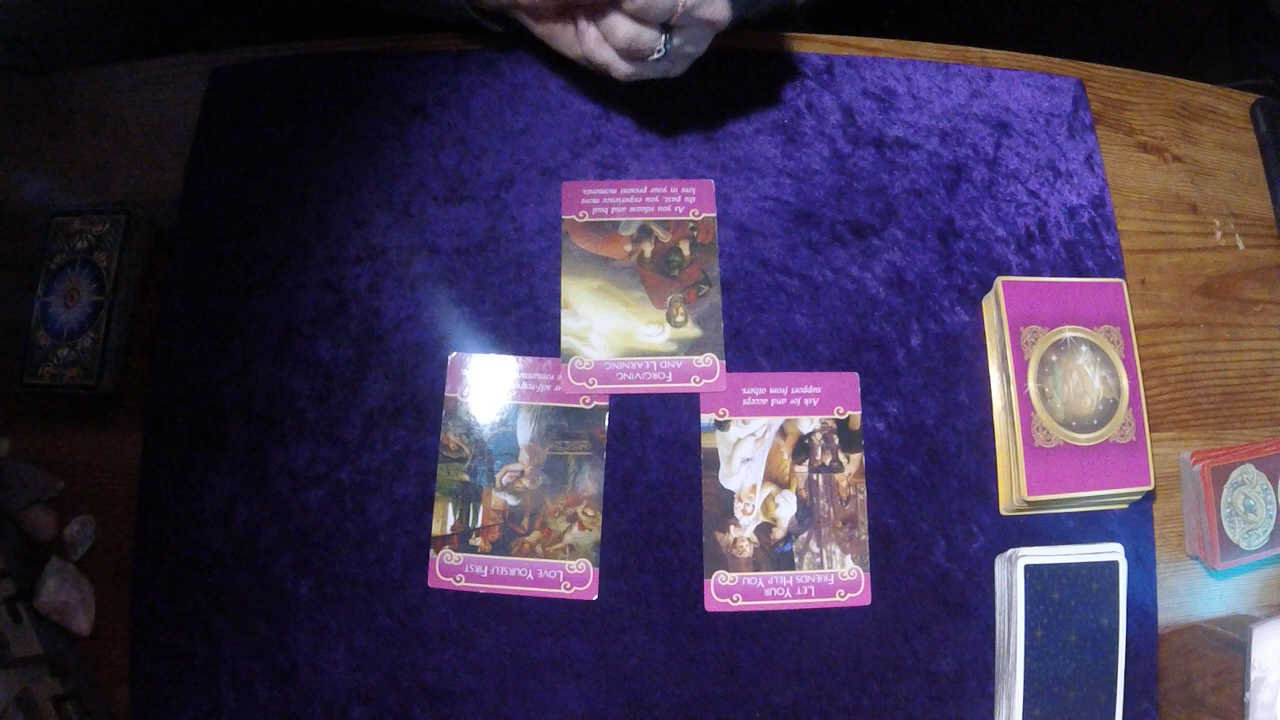 FORGIVING
AND LEARNING
As you release and heal
the past, you experience more
love in your present moments.
LOVE YOURSELF FIRST
LET YOUR
FRIENDS HELP YOU
Ask for and accept
support from others.